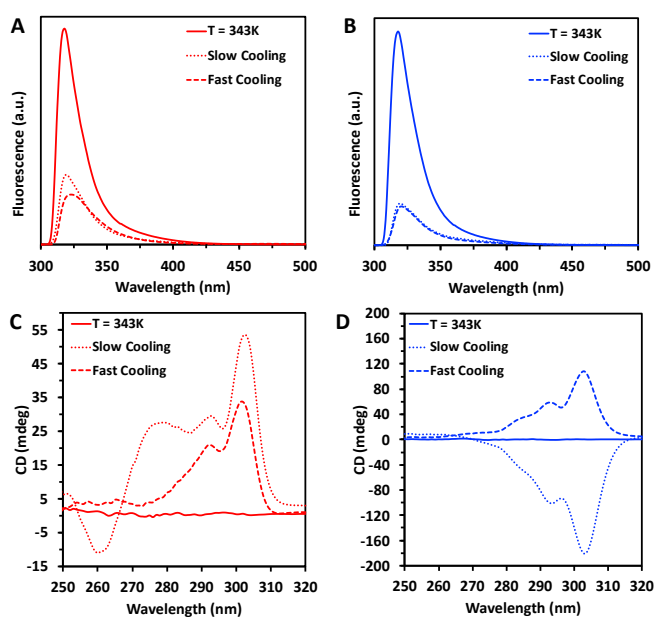 A
T = 343K
Slow Cooling
Fast Cooling
Fluorescence (a.u.)
300 350 400 450 500
Wavelength (nm)
B
T = 343K
Slow Cooling
Fast Cooling
Fluorescence (a.u.)
300 350 400 450 500
Wavelength (nm)
C
T = 343K
Slow Cooling
Fast Cooling
CD (mdeg)
55
45
35
25
15
5
-5
-15
250 260 270 280 290 300 310 320
Wavelength (nm)
D
T = 343K
Slow Cooling
Fast Cooling
CD (mdeg)
200
160
120
80
40
0
-40
-80
-120
-160
-200
250 260 270 280 290 300 310 320
Wavelength (nm)